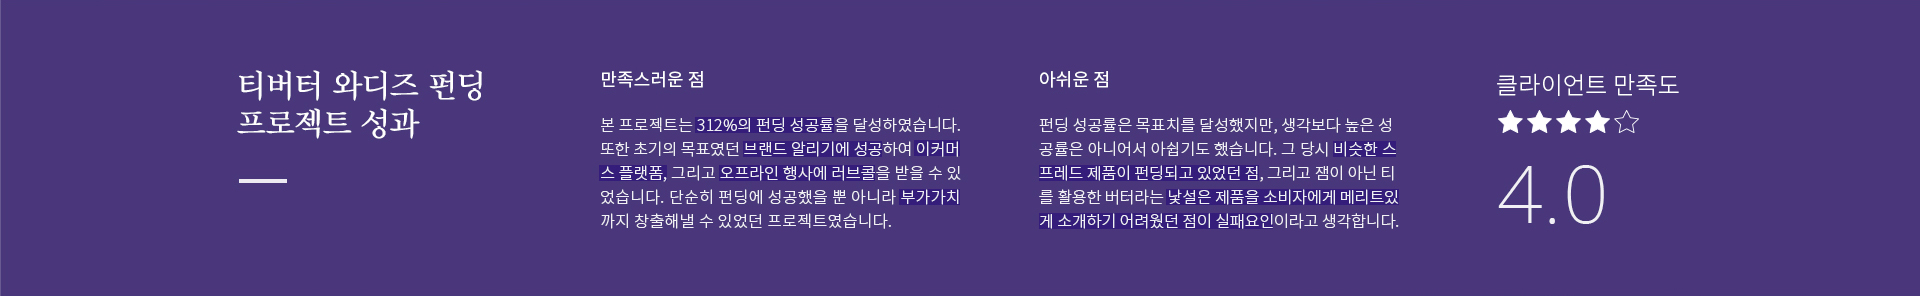 티버터 와디즈 펀딩
프로젝트 성과
만족스러운 점
본 프로젝트는 312%의 펀딩 성공률을 달성하였습니다.
또한 초기의 목표였던 브랜드 알리기에 성공하여 이커머
스 플랫폼, 그리고 오프라인 행사에 러브콜을 받을 수 있
었습니다. 단순히 펀딩에 성공했을 뿐 아니라 부가가치
까지 창출해낼 수 있었던 프로젝트였습니다.
아쉬운 점
펀딩 성공률은 목표치를 달성했지만, 생각보다 높은 성
공률은 아니어서 아쉽기도 했습니다. 그 당시 비슷한 스
프레드 제품이 펀딩되고 있었던 점, 그리고 잼이 아닌 티
를 활용한 버터라는 낯설은 제품을 소비자에게 메리트있
게 소개하기 어려웠던 점이 실패요인이라고 생각합니다.
클라이언트 만족도
4.0